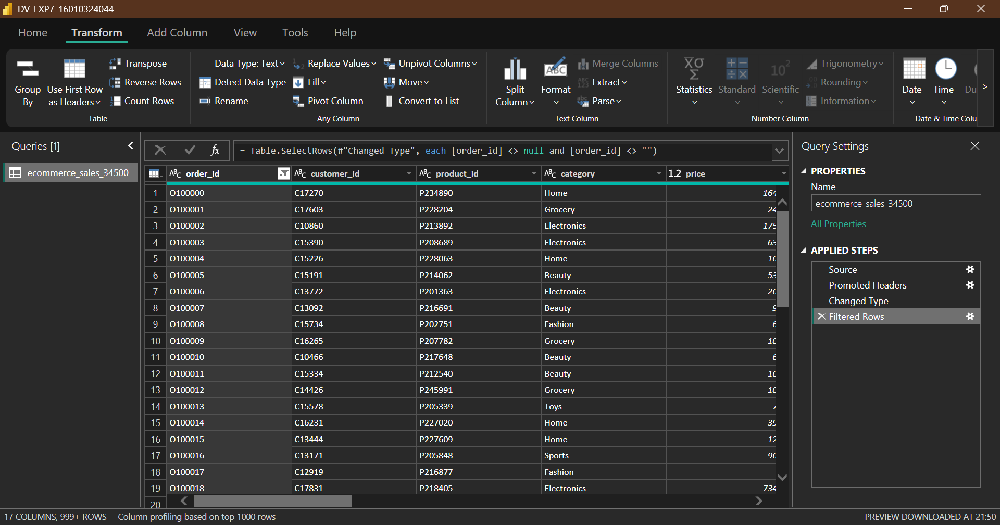 DV_EXP7_16010324044
Home Transform Add Column View Tools Help
Group By
Use First Row as Headers
Transpose
Reverse Rows
Count Rows
Table
Data Type: Text
Detect Data Type
Rename
Replace Values
Fill
Pivot Column
Unpivot Columns
Move
Convert to List
Any Column
Split Column
Format
Merge Columns
Extract
Parse
Text Column
Statistics
Standard
Scientific
Trigonometry
Rounding
Information
Number Column
Date
Time
Du
Date & Time Colu
Queries [1]
ecommerce_sales_34500
fx = Table.SelectRows(#"Changed Type", each [order_id] <> null and [order_id] <> "")
ABC order_id ABC customer_id ABC product_id ABC category 1.2 price
1 O100000 C17270 P234890 Home 164
2 O100001 C17603 P228204 Grocery 24
3 O100002 C10860 P213892 Electronics 175
4 O100003 C15390 P208689 Electronics 63
5 O100004 C15226 P228063 Home 16
6 O100005 C15191 P214062 Beauty 53
7 O100006 C13772 P201363 Electronics 26
8 O100007 C13092 P216691 Beauty 9
9 O100008 C15734 P202751 Fashion 6
10 O100009 C16265 P207782 Grocery 10
11 O100010 C10466 P217648 Beauty 6
12 O100011 C15334 P212540 Beauty 16
13 O100012 C14426 P245991 Grocery 10
14 O100013 C15578 P205339 Toys 7
15 O100014 C16231 P227020 Home 39
16 O100015 C13444 P227609 Home 12
17 O100016 C13171 P205848 Sports 96
18 O100017 C12919 P216877 Fashion
19 O100018 C17831 P218405 Electronics 734
20
Query Settings
PROPERTIES
Name
ecommerce_sales_34500
All Properties
APPLIED STEPS
Source
Promoted Headers
Changed Type
Filtered Rows
17 COLUMNS, 999+ ROWS Column profiling based on top 1000 rows
PREVIEW DOWNLOADED AT 21:50